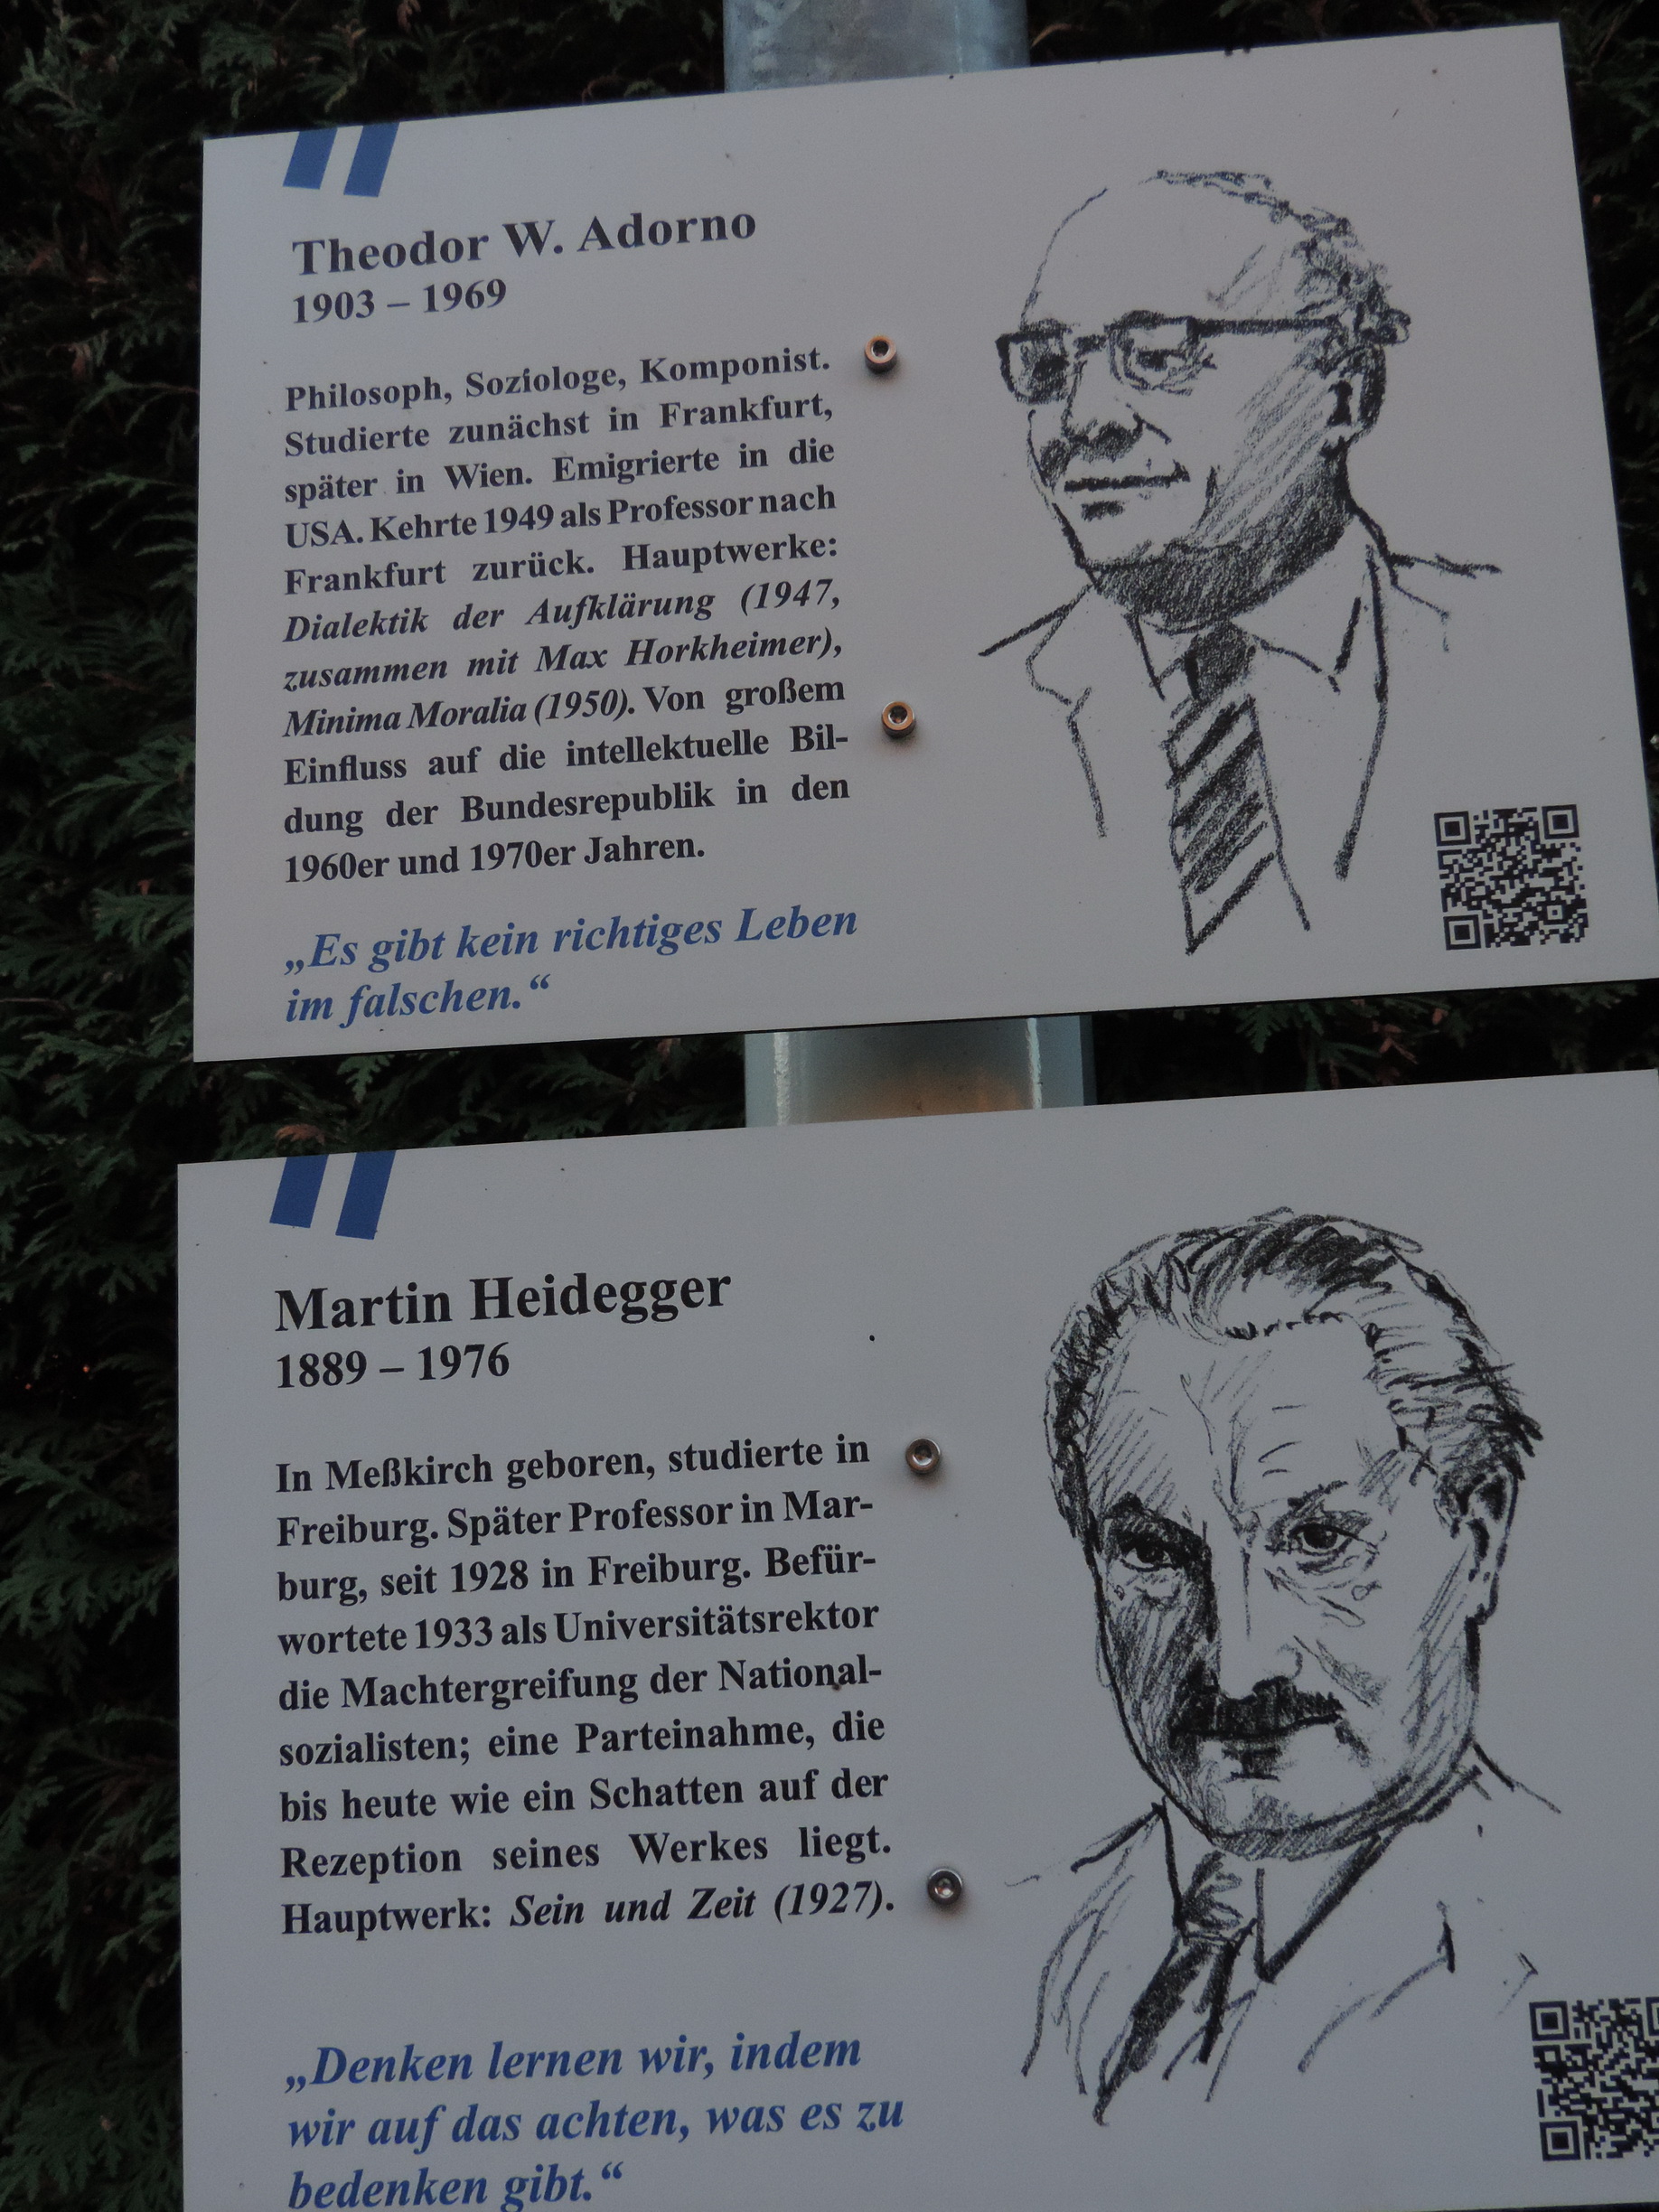 Theodor W. Adorno
1903 – 1969
Philosoph, Soziologe, Komponist.
Studierte zunächst in Frankfurt,
später in Wien. Emigrierte in die
USA. Kehrte 1949 als Professor nach
Frankfurt zurück. Hauptwerke:
Dialektik der Aufklärung (1947,
zusammen mit Max Horkheimer),
Minima Moralia (1950). Von großem
Einfluss auf die intellektuelle Bil-
dung der Bundesrepublik in den
1960er und 1970er Jahren.
„Es gibt kein richtiges Leben
im falschen.“
Martin Heidegger
1889 – 1976
In Meßkirch geboren, studierte in
Freiburg. Später Professor in Mar-
burg, seit 1928 in Freiburg. Befür-
wortete 1933 als Universitätsrektor
die Machtergreifung der National-
sozialisten; eine Parteinahme, die
bis heute wie ein Schatten auf der
Rezeption seines Werkes liegt.
Hauptwerk: Sein und Zeit (1927).
„Denken lernen wir, indem
wir auf das achten, was es zu
bedenken gibt.“